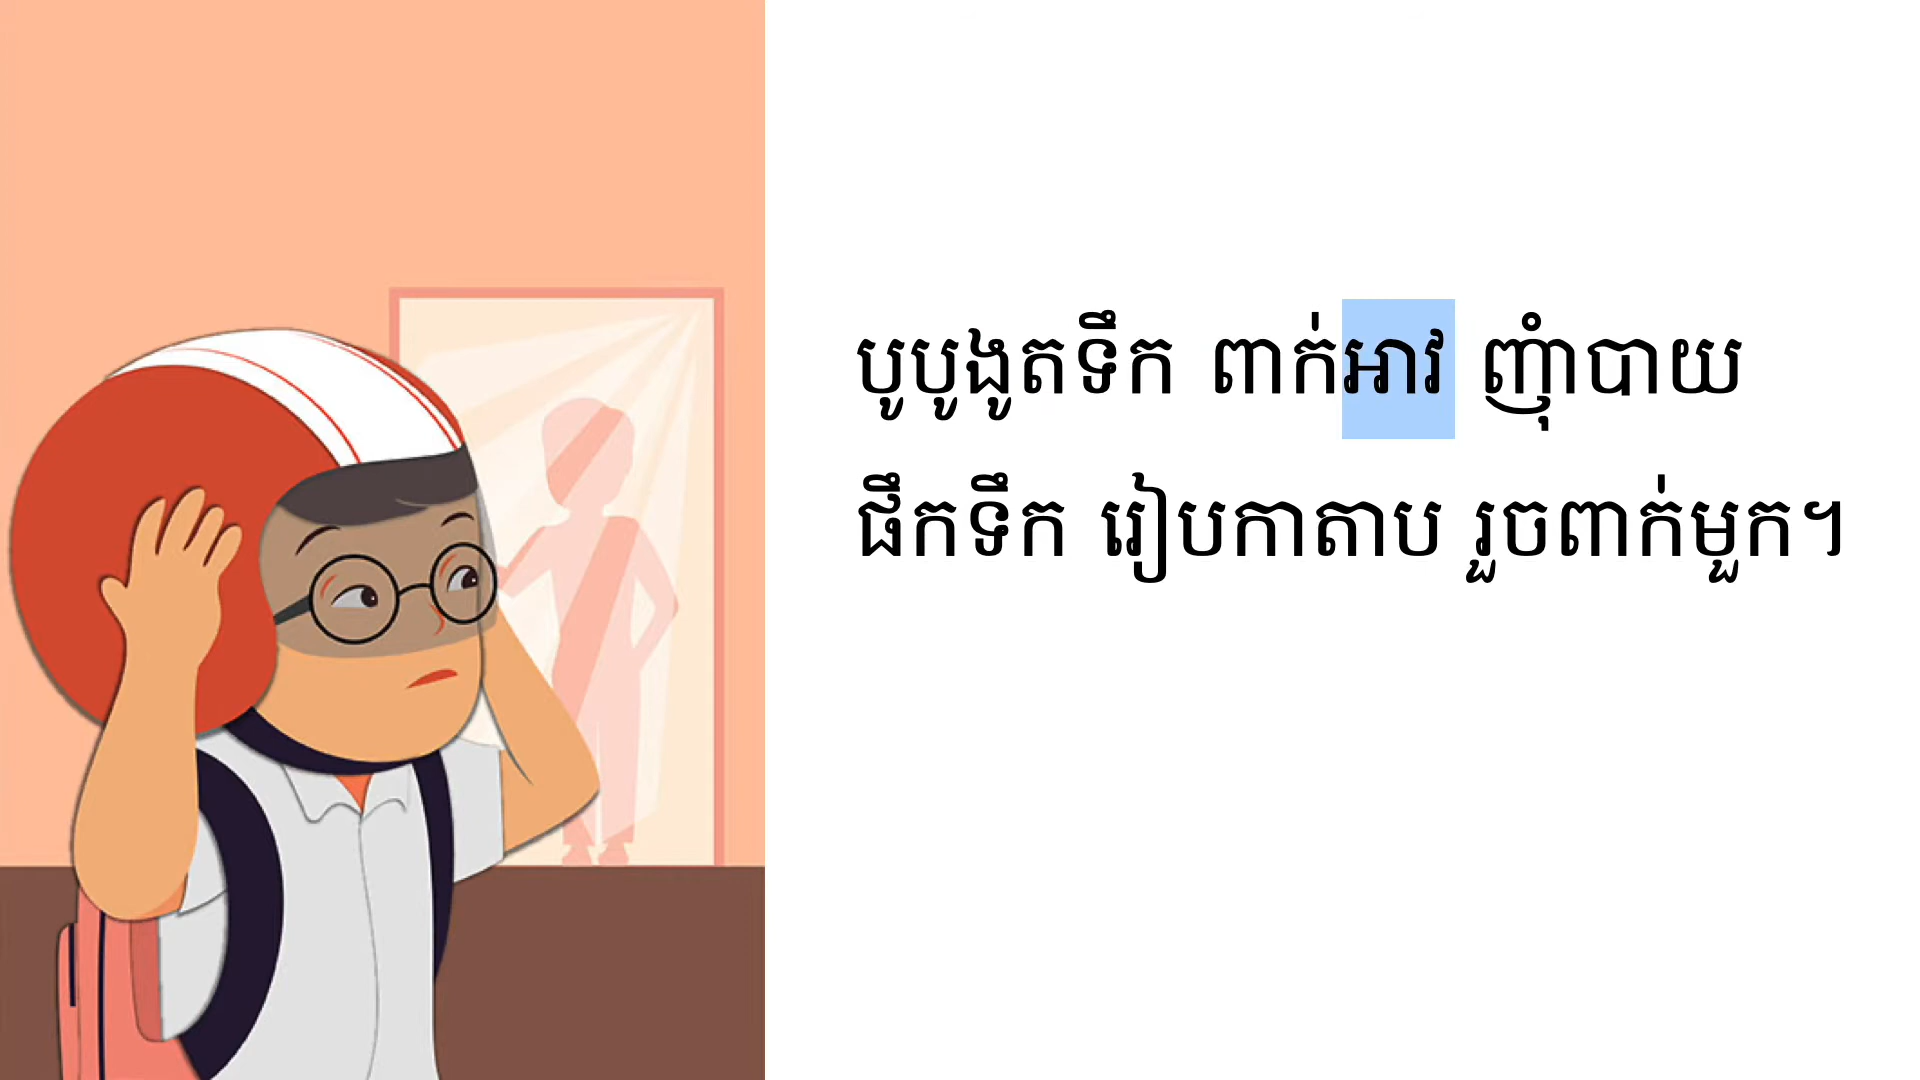 បូបូងូតទឹក ពាក់អាវ ញ៉ាំបាយ
ផឹកទឹក រៀបកាតាប រួចពាក់មួក។